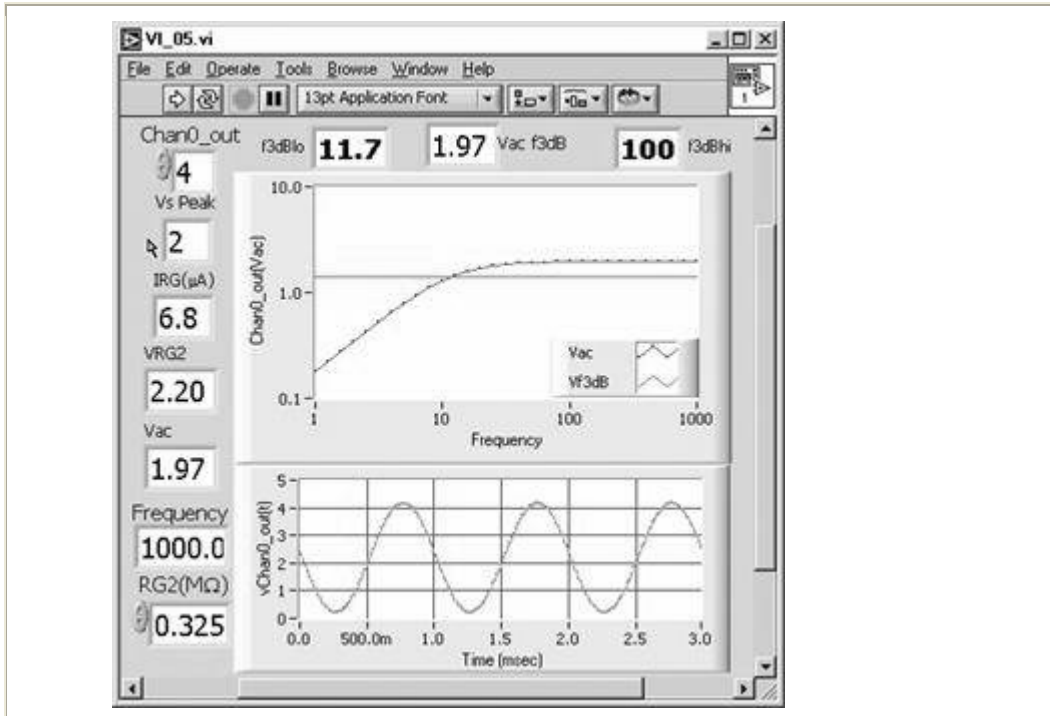 VI_05.vi
File Edit Operate Tools Browse Window Help
13pt Application Font
1
Chan0_out
4
f3dBlo 11.7
1.97 Vac f3dB
100 f3dBhi
Vs Peak
2
IRG(µA)
6.8
VRG2
2.20
Vac
1.97
Frequency
1000.0
RG2(MΩ)
0.325
Chan0_out(Vac)
10.0
1.0
0.1
1 10 100 1000
Frequency
Vac
Vf3dB
vChan0_out(t)
5
4
3
2
1
0
0.0 500.0m 1.0 1.5 2.0 2.5 3.0
Time (msec)